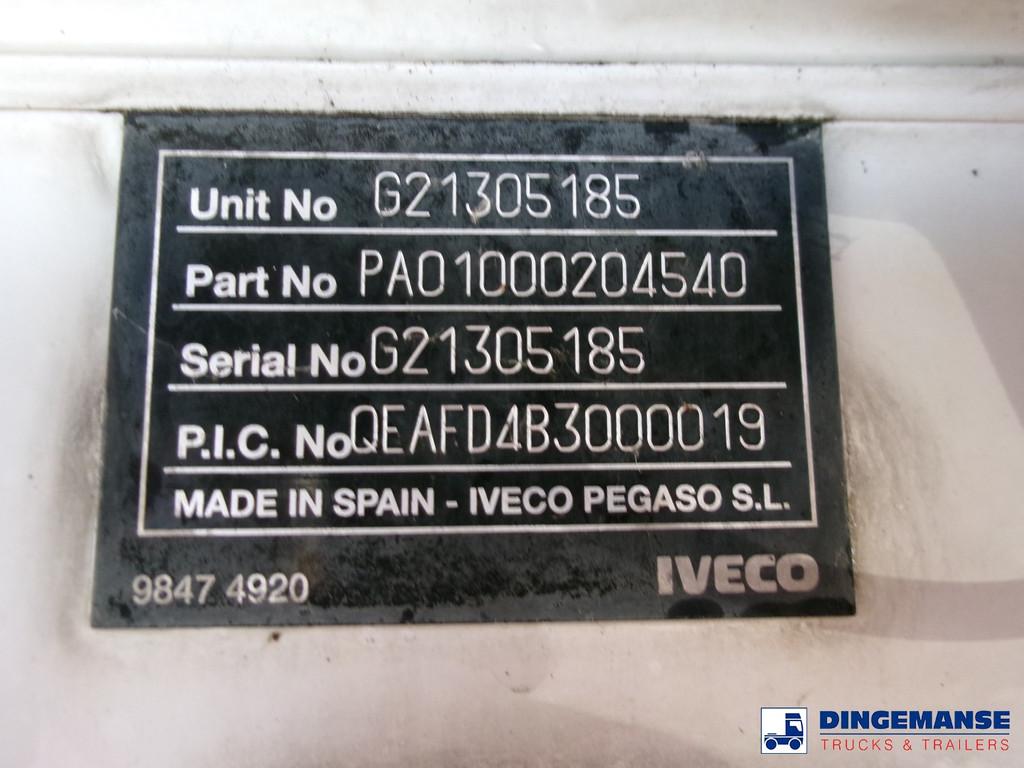 Unit No G21305185
Part No PA01000204540
Serial No G21305185
P.I.C. No QEAFD4B3000019
MADE IN SPAIN - IVECO PEGASO S.L.
9847 4920 IVECO
DINGEMANSE
TRUCKS & TRAILERS